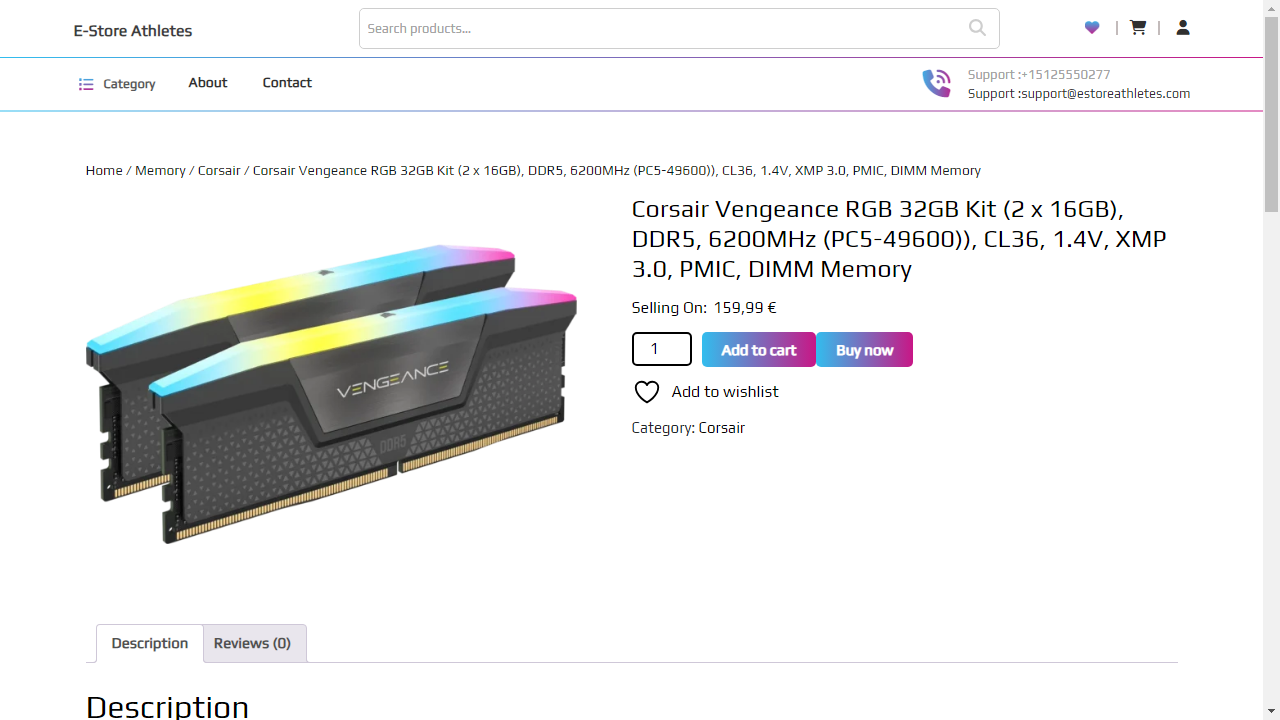 E-Store Athletes
Search products...
Category
About
Contact
Support :+15125550277
Support :support@estoreathletes.com
Home / Memory / Corsair / Corsair Vengeance RGB 32GB Kit (2 x 16GB), DDR5, 6200MHz (PC5-49600)), CL36, 1.4V, XMP 3.0, PMIC, DIMM Memory
Corsair Vengeance RGB 32GB Kit (2 x 16GB),
DDR5, 6200MHz (PC5-49600)), CL36, 1.4V, XMP
3.0, PMIC, DIMM Memory
Selling On: 159,99 €
1
Add to cart
Buy now
Add to wishlist
Category: Corsair
VENGEANCE
DDR5
Description
Reviews (0)
Description